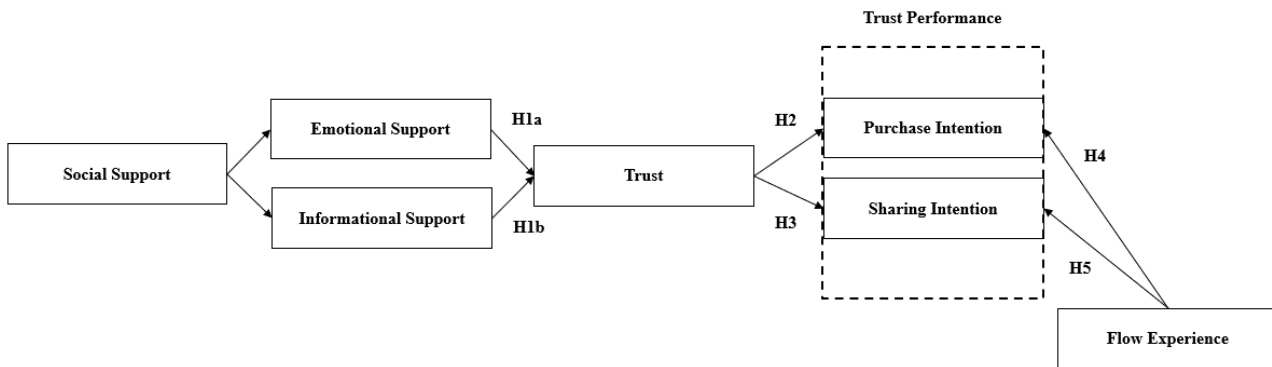 Trust Performance
Emotional Support
H1a
H2
Purchase Intention
Social Support
Trust
H4
Informational Support
H1b
H3
Sharing Intention
H5
Flow Experience